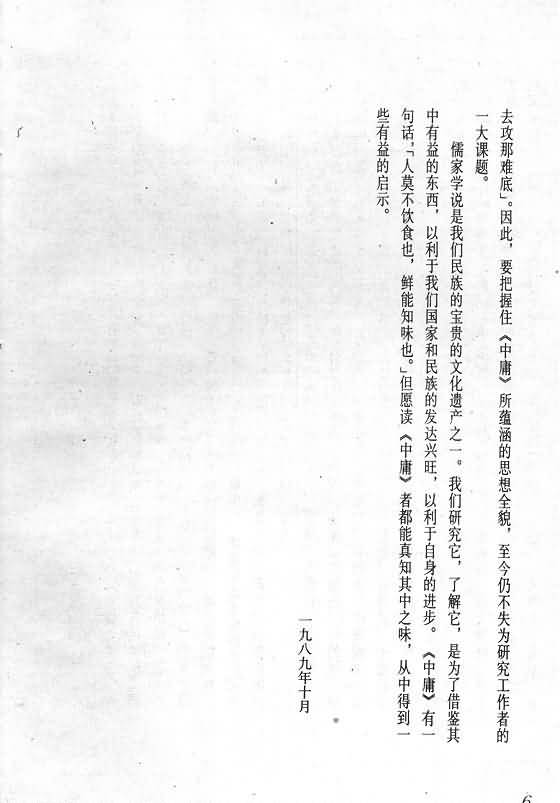 去攻那难底」。因此，要把握住《中庸》所蕴涵的思想全貌，至今仍不失为研究工作者的
一大课题。
儒家学说是我们民族的宝贵的文化遗产之一。我们研究它，了解它，是为了借鉴其
中有益的东西，以利于我们国家和民族的发达兴旺，以利于自身的进步。《中庸》有一
句话，「人莫不饮食也，鲜能知味也。」但愿读《中庸》者都能真知其中之味，从中得到一
些有益的启示。
一九八九年十月
6